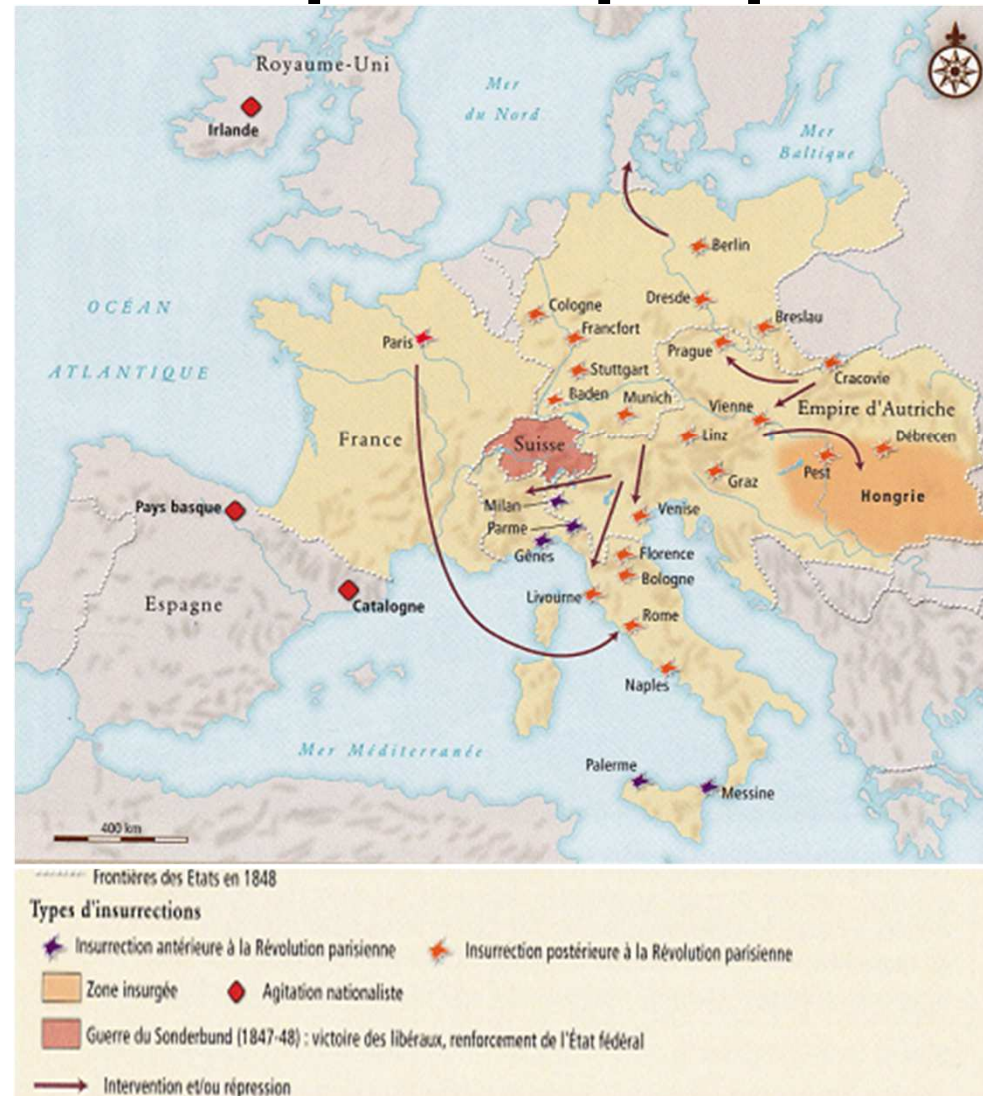 Royaume-Uni
Irlande
Mer
du Nord
Mer
Baltique
Berlin
OCÉAN
ATLANTIQUE
Cologne
Dresde
Breslau
Francfort
Paris
Prague
Stuttgart
Cracovie
Baden
Munich
Vienne
Empire d'Autriche
France
Suisse
Linz
Débrecen
Pest
Graz
Hongrie
Milan
Venise
Pays basque
Parme
Gênes
Florence
Bologne
Livourne
Espagne
Catalogne
Rome
Naples
Mer Méditerranée
Palerme
Messine
400 km
Frontières des Etats en 1848
Types d'insurrections
Insurrection antérieure à la Révolution parisienne
Insurrection postérieure à la Révolution parisienne
Zone insurgée
Agitation nationaliste
Guerre du Sonderbund (1847-48) : victoire des libéraux, renforcement de l'État fédéral
Intervention et/ou répression